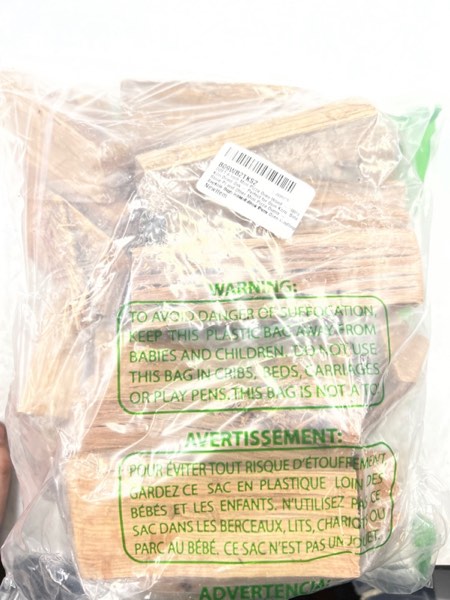 WARNING:
TO AVOID DANGER OF SUFFOCATION,
KEEP THIS PLASTIC BAG AWAY FROM
BABIES AND CHILDREN. DO NOT USE
THIS BAG IN CRIBS, BEDS, CARRIAGES
OR PLAY PENS. THIS BAG IS NOT A TO
AVERTISSEMENT:
POUR ÉVITER TOUT RISQUE D'ÉTOUFFEMENT
GARDEZ CE SAC EN PLASTIQUE LOIN DES
BÉBÉS ET LES ENFANTS. N'UTILISEZ PAS CE
SAC DANS LES BERCEAUX, LITS, CHARIOT OU
PARC AU BÉBÉ. CE SAC N'EST PAS UN JOUET.
ADVERTENCIA: